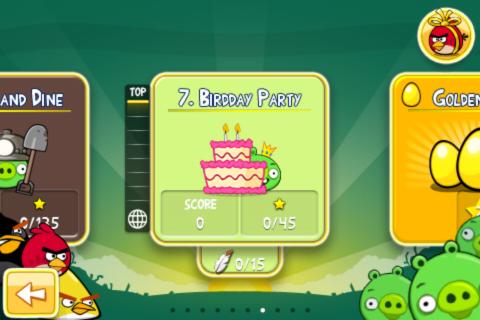 AND DINE
0/135
TOP
7. BIRDDAY PARTY
SCORE
0
0/45
0/15
GOLDEN